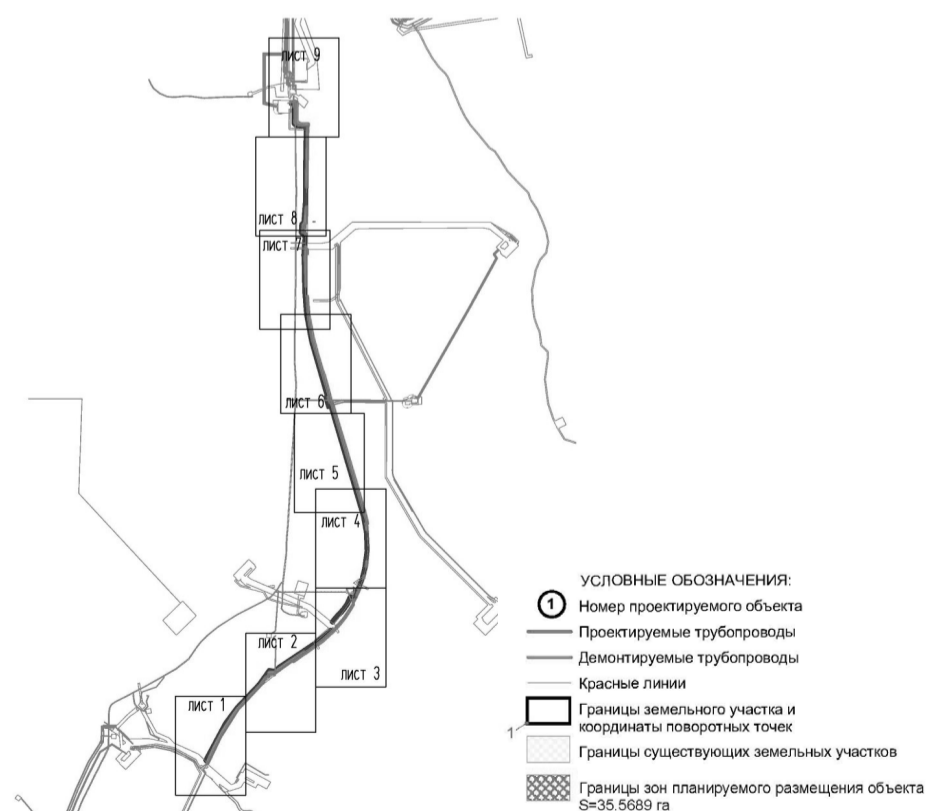 лист 9
лист 8
лист 7
лист 6
лист 5
лист 4
лист 3
лист 2
лист 1
УСЛОВНЫЕ ОБОЗНАЧЕНИЯ:
1 Номер проектируемого объекта
Проектируемые трубопроводы
Демонтируемые трубопроводы
Красные линии
Границы земельного участка и
1 координаты поворотных точек
Границы существующих земельных участков
Границы зон планируемого размещения объекта
S=35.5689 га